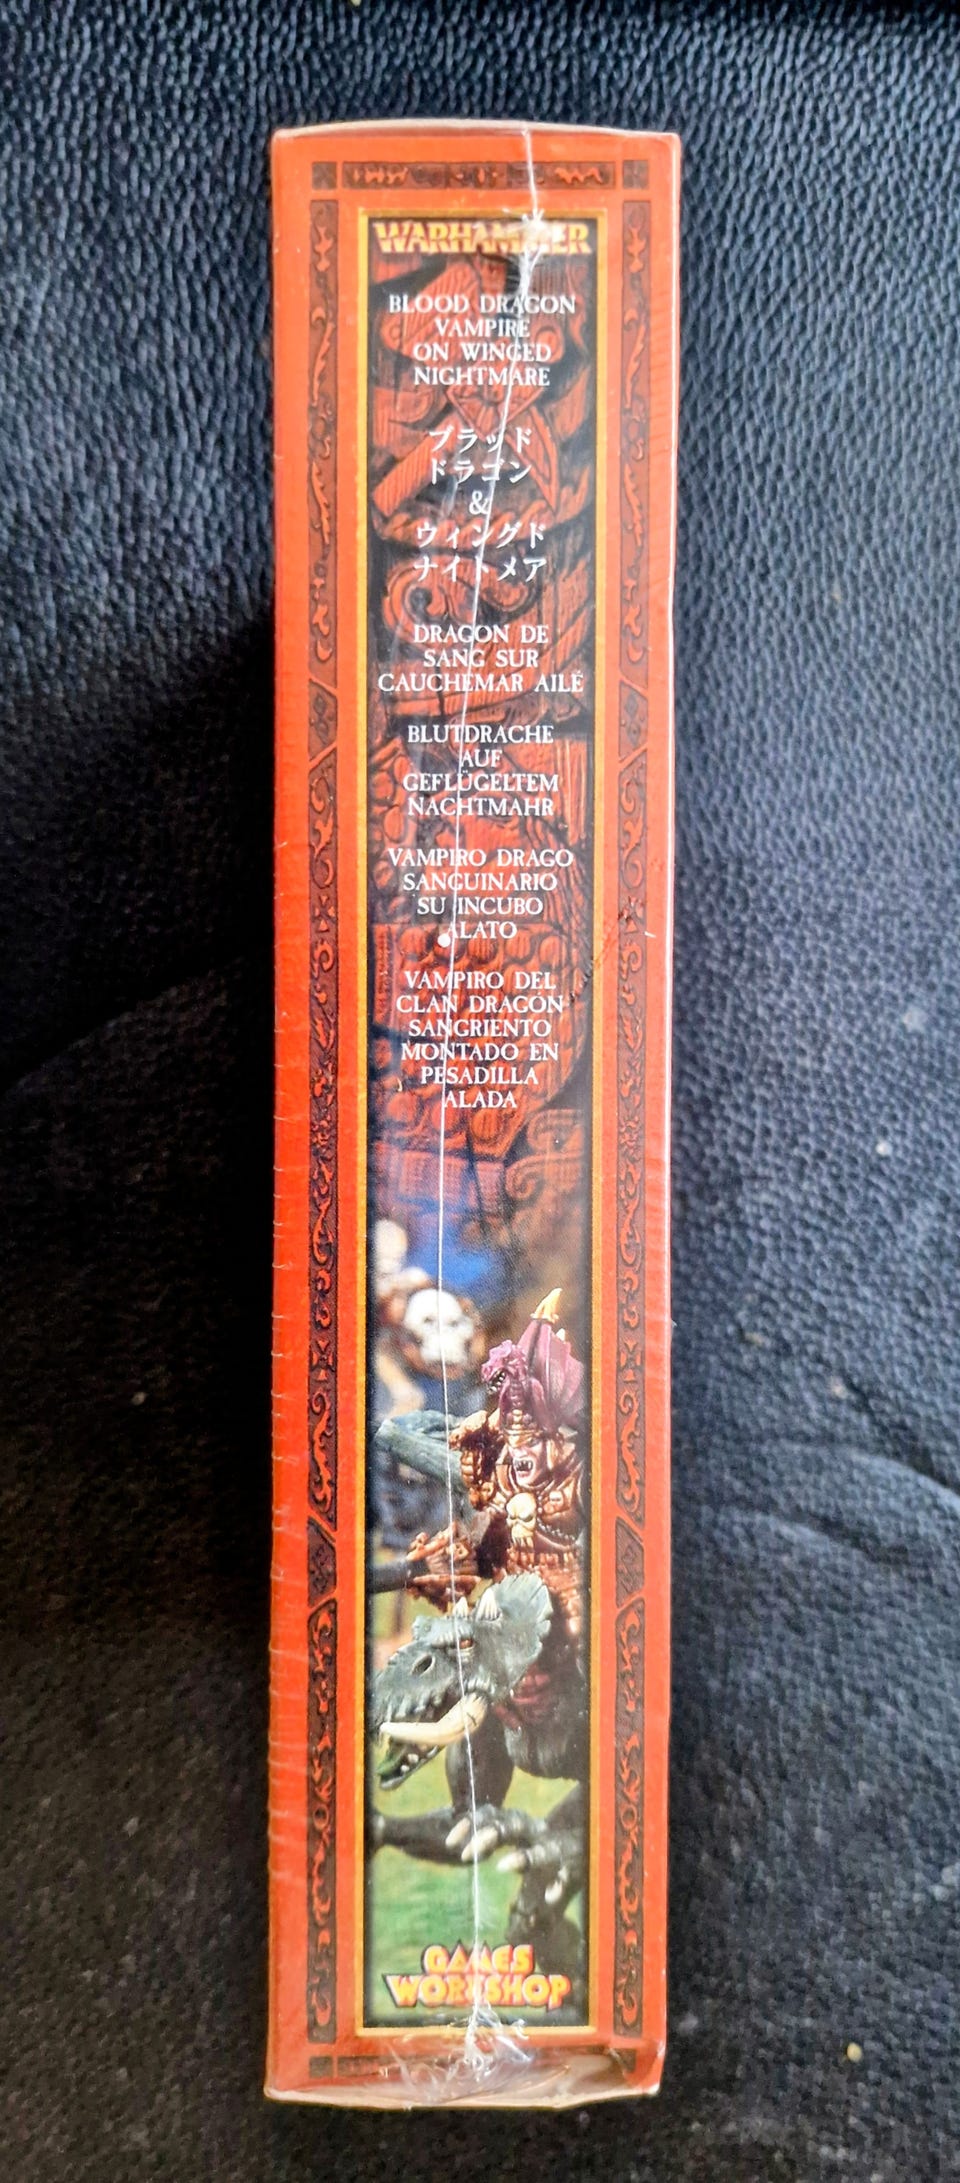 WARHAMMER
BLOOD DRAGON
VAMPIRE
ON WINGED
NIGHTMARE
ブラッド
ドラゴン
&
ウィングド
ナイトメア
DRAGON DE
SANG SUR
CAUCHEMAR AILÉ
BLUTDRACHE
AUF
GEFLÜGELTEM
NACHTMAHR
VAMPIRO DRAGO
SANGUINARIO
SU INCUBO
ALATO
VAMPIRO DEL
CLAN DRAGÓN
SANGRIENTO
MONTADO EN
PESADILLA
ALADA
GAMES
WORKSHOP